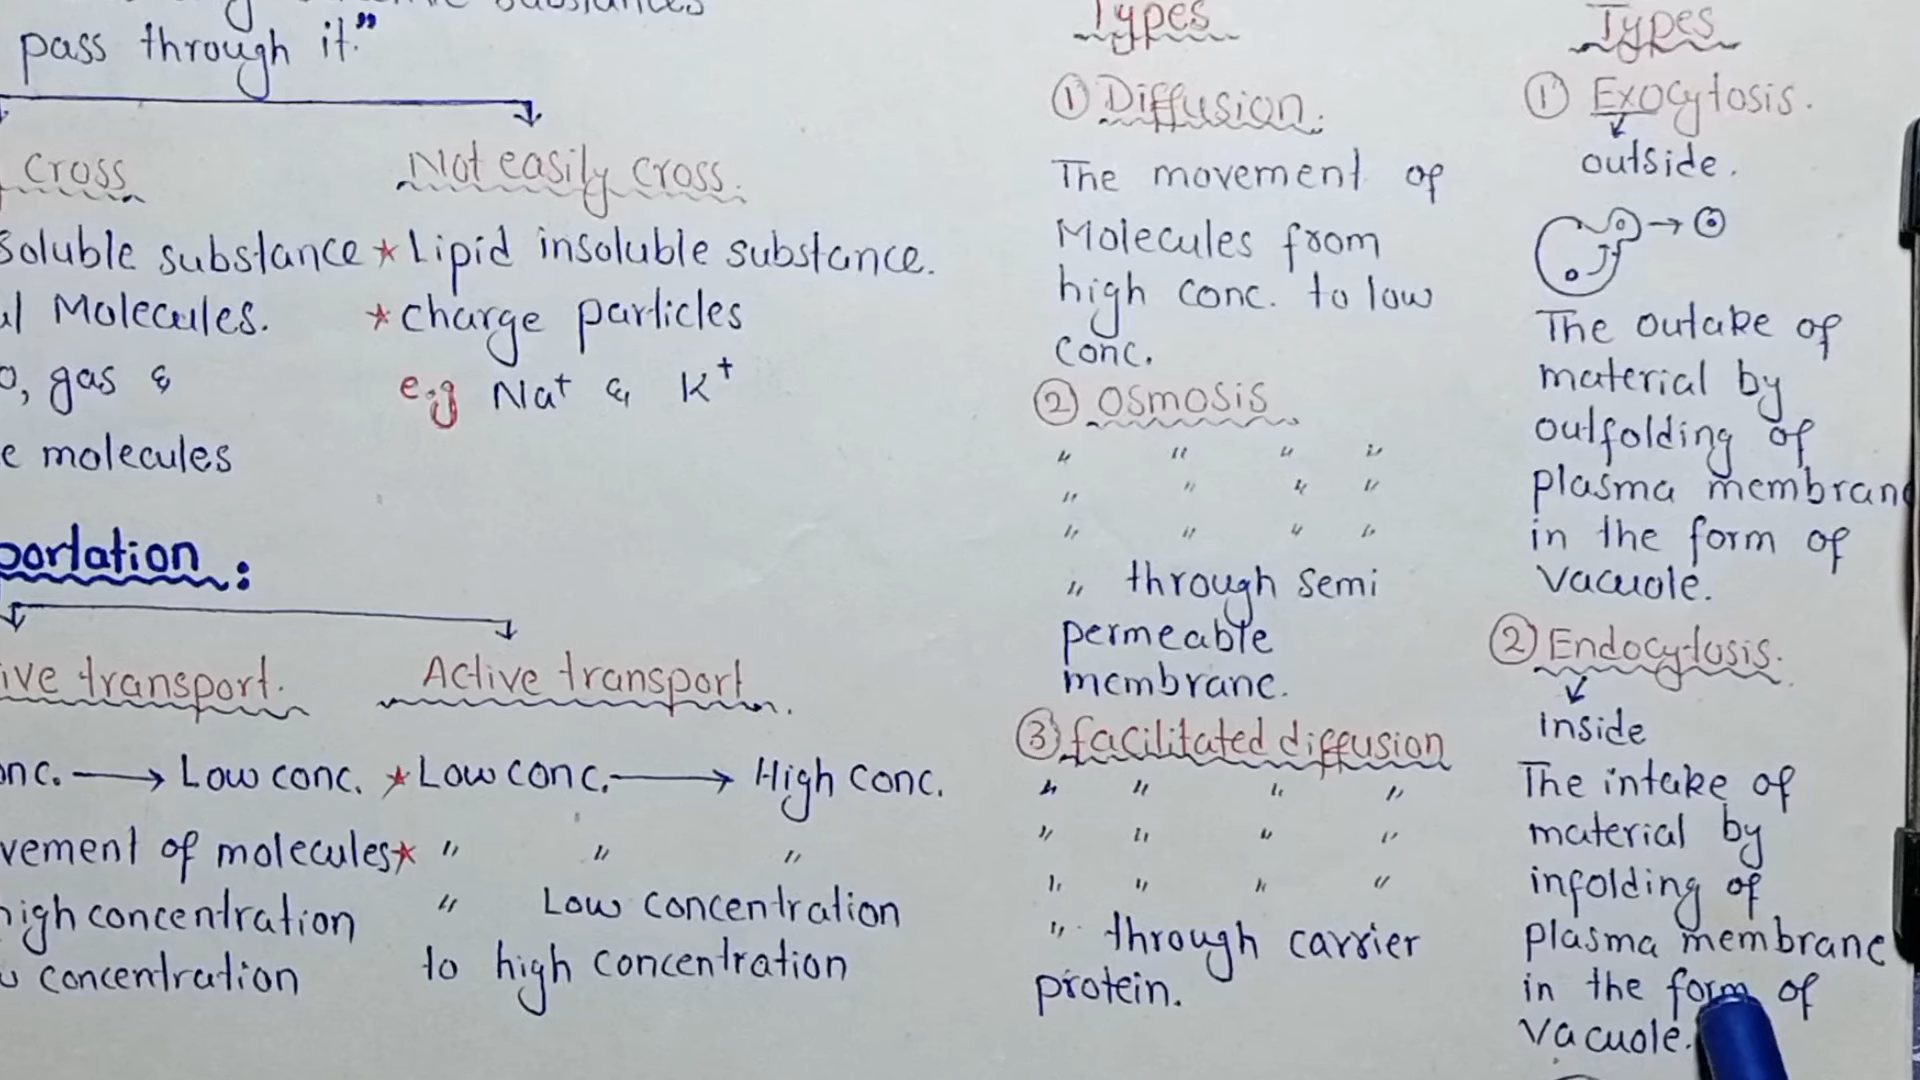 substances
pass through it."
cross
Not easily cross.
soluble substance
* Lipid insoluble substance.
Molecules.
* charge particles
gas &
e.g Na+ & K+
molecules
portation :
ive transport.
Active transport.
onc. → Low conc.
* Low conc. → High conc.
vement of molecules
* " " "
high concentration
" Low concentration
concentration
to high concentration
Types
① Diffusion.
The movement of
Molecules from
high conc. to low
conc.
② Osmosis
" " " "
" " " "
" " " "
" through semi
permeable
membrane.
③ facilitated diffusion
" " " "
" " " "
" " " "
" through carrier
protein.
Types
① Exocytosis.
outside.
The outake of
material by
outfolding of
plasma membrane
in the form of
vacuole.
② Endocytosis.
inside
The intake of
material by
infolding of
plasma membrane
in the form of
vacuole.